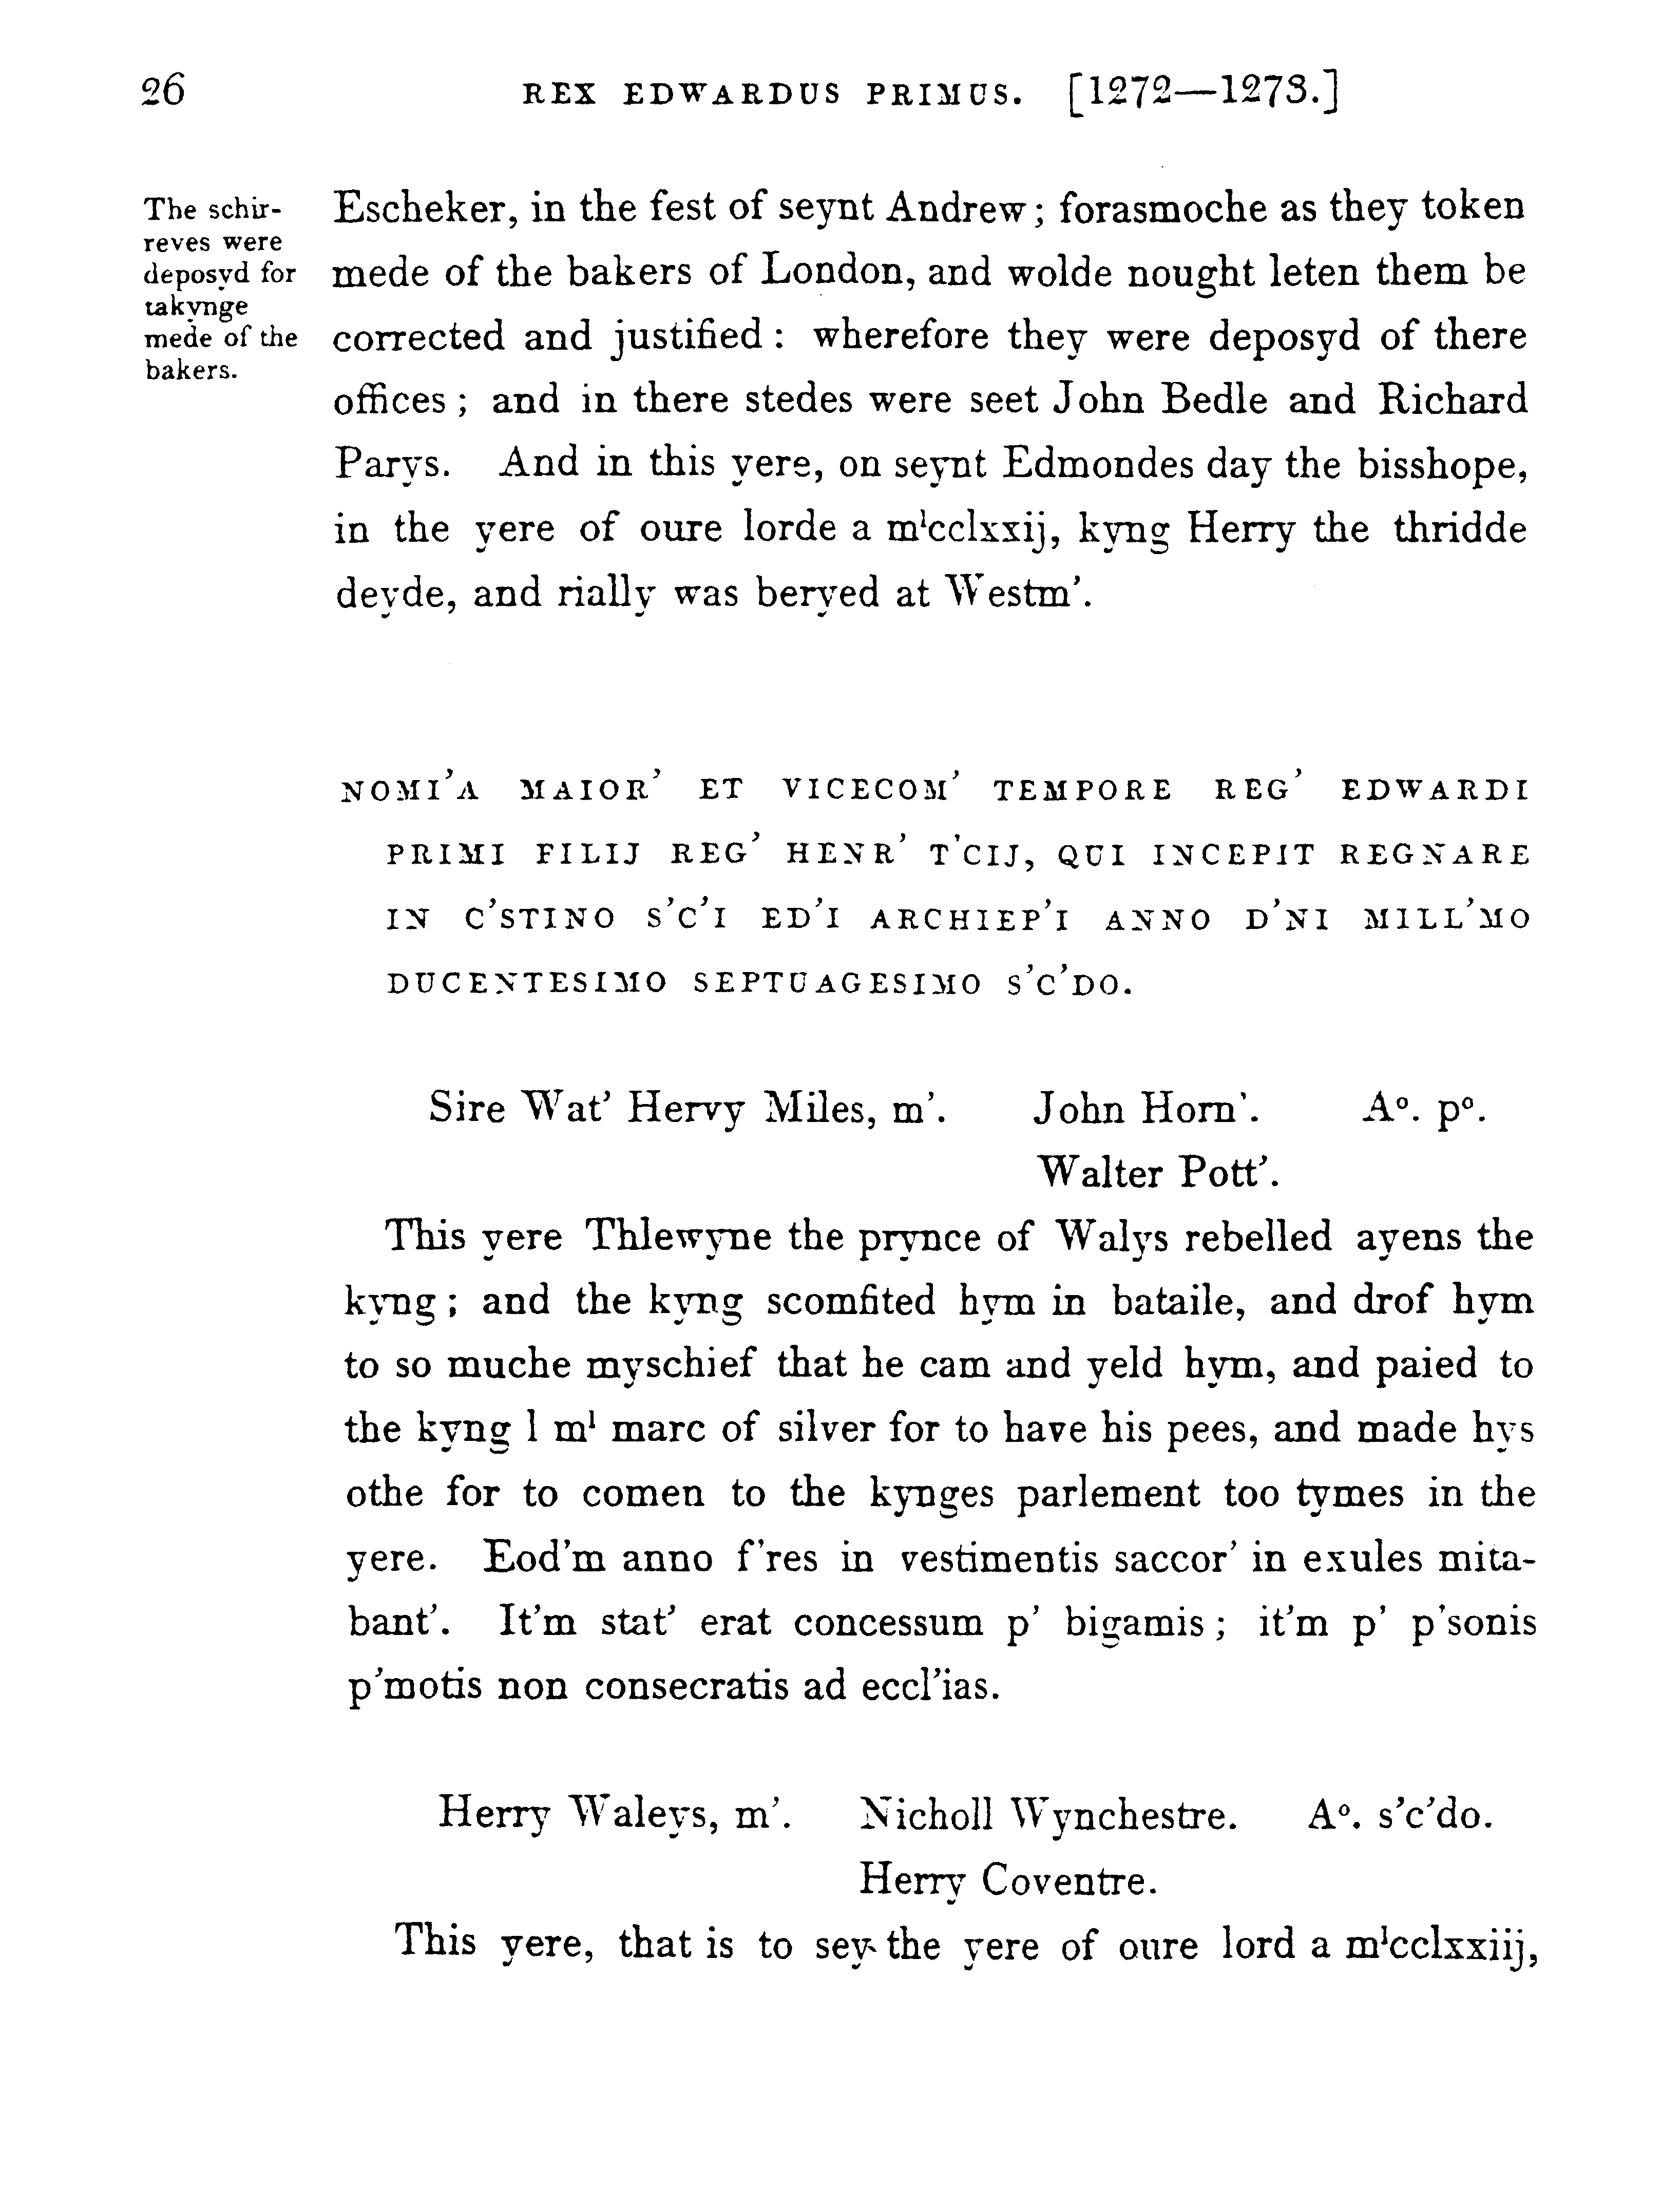 26 REX EDWARDUS PRIMUS. [1272—1273.]
The schir-
reves were
deposyd for
takynge
mede of the
bakers.
Escheker, in the fest of seynt Andrew; forasmoche as they token
mede of the bakers of London, and wolde nought leten them be
corrected and justified: wherefore they were deposyd of there
offices; and in there stedes were seet John Bedle and Richard
Parys. And in this yere, on seynt Edmondes day the bisshope,
in the yere of oure lorde a mˡcclxxij, kyng Herry the thridde
deyde, and rially was beryed at Westm'.
NOMI'A MAIOR' ET VICECOM' TEMPORE REG' EDWARDI
PRIMI FILIJ REG' HENR' T'CIJ, QUI INCEPIT REGNARE
IN C'STINO S'C'I ED'I ARCHIEP'I ANNO D'NI MILL'MO
DUCENTESIMO SEPTUAGESIMO S'C'DO.
Sire Wat' Hervy Miles, m'. John Horn'. Aº. pº.
Walter Pott'.
This yere Thlewyne the prynce of Walys rebelled ayens the
kyng; and the kyng scomfited hym in bataile, and drof hym
to so muche myschief that he cam and yeld hym, and paied to
the kyng l mˡ marc of silver for to have his pees, and made hys
othe for to comen to the kynges parlement too tymes in the
yere. Eod'm anno f'res in vestimentis saccor' in exules mita-
bant'. It'm stat' erat concessum p' bigamis; it'm p' p'sonis
p'motis non consecratis ad eccl'ias.
Herry Waleys, m'. Nicholl Wynchestre. Aº. s'c'do.
Herry Coventre.
This yere, that is to sey the yere of oure lord a mˡcclxxiij,